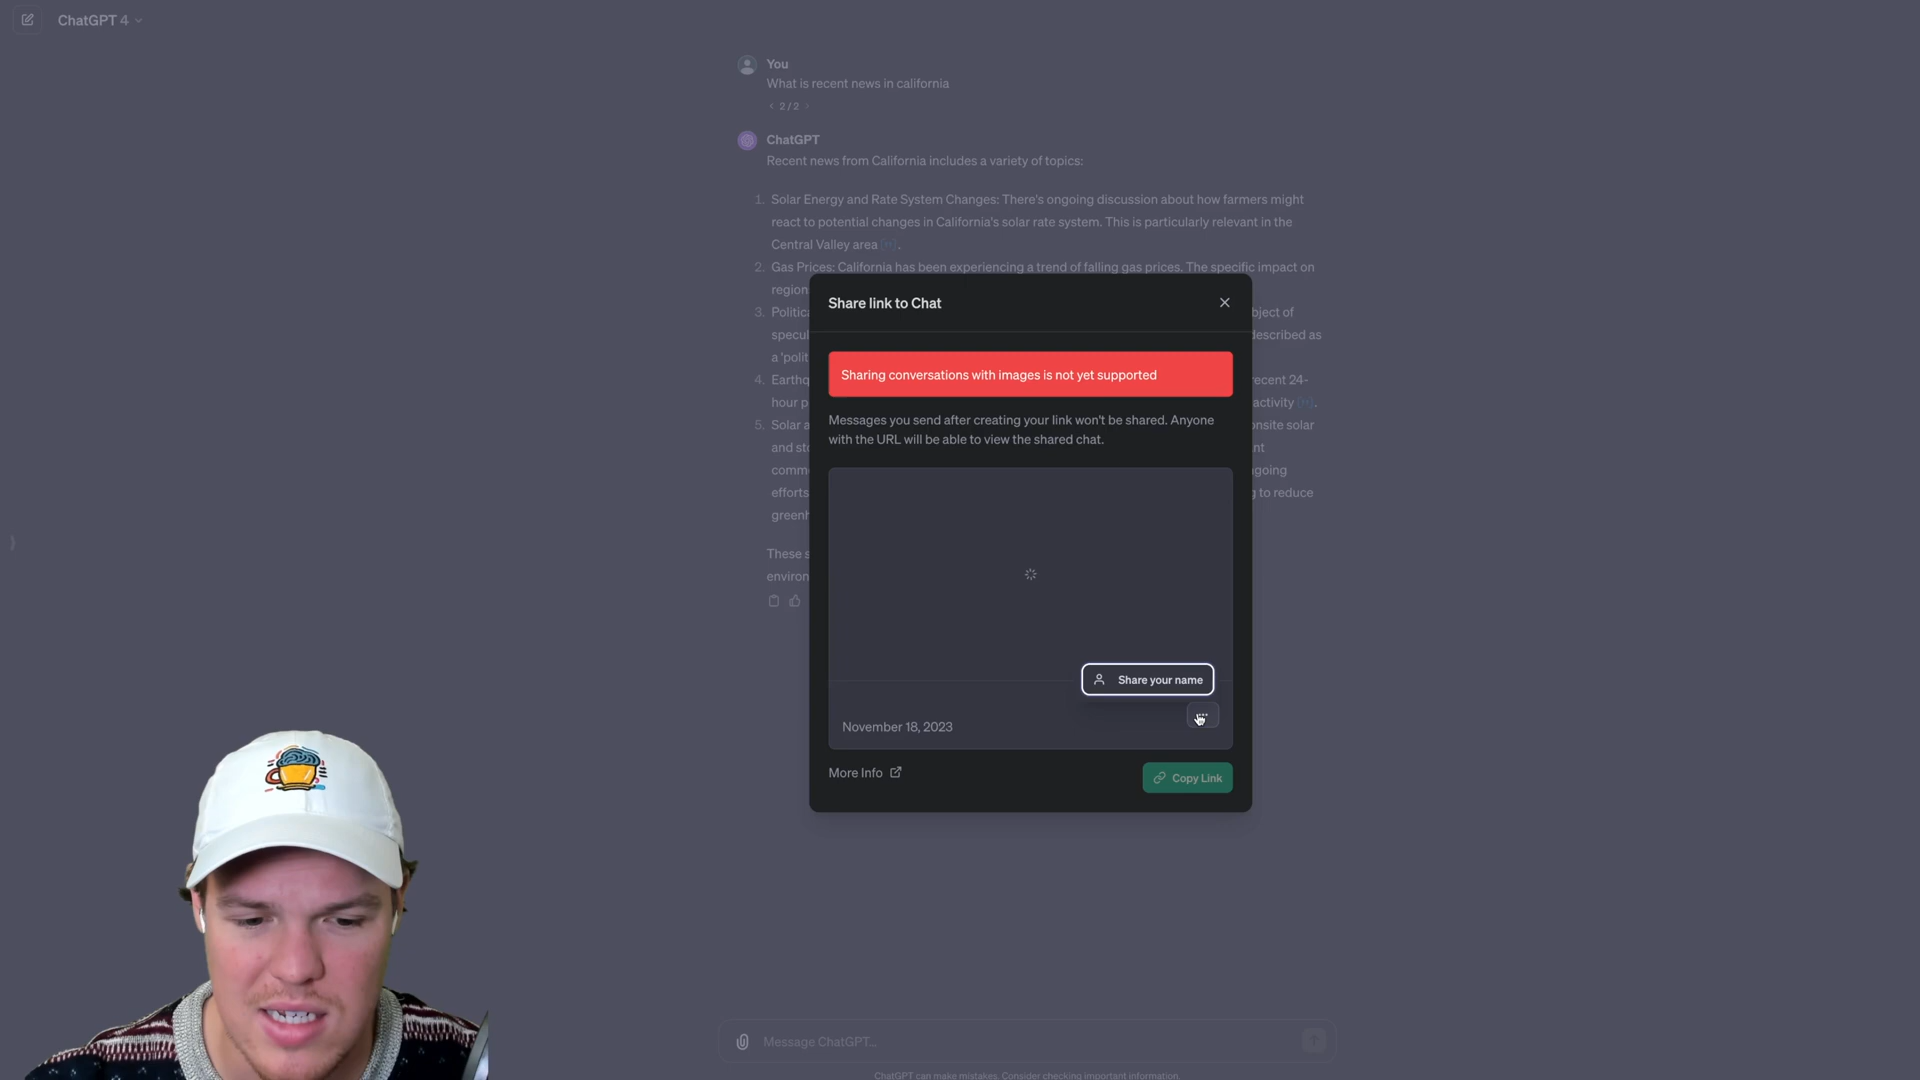 ChatGPT 4
You
What is recent news in california
2 / 2
ChatGPT
Recent news from California includes a variety of topics:
1. Solar Energy and Rate System Changes: There's ongoing discussion about how farmers might
react to potential changes in California's solar rate system. This is particularly relevant in the
Central Valley area ["].
2. Gas Prices: California has been experiencing a trend of falling gas prices. The specific impact on
region
3. Politica bject of
specul described as
a 'polit
4. Earthq recent 24-
hour p activity ["].
5. Solar a onsite solar
and sto nt
comm going
efforts g to reduce
greenh
These s
environ
Share link to Chat
Sharing conversations with images is not yet supported
Messages you send after creating your link won't be shared. Anyone
with the URL will be able to view the shared chat.
Share your name
November 18, 2023
More Info
Copy Link
Message ChatGPT...
ChatGPT can make mistakes. Consider checking important information.